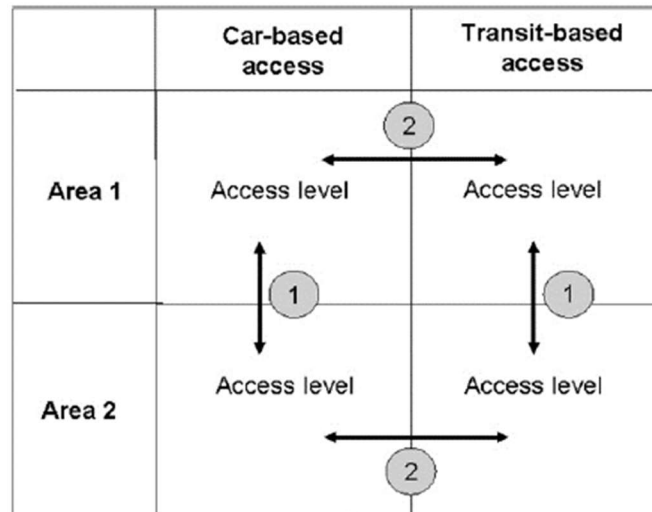 Car-based
access
Transit-based
access
2
Area 1
Access level
Access level
1
1
Area 2
Access level
Access level
2